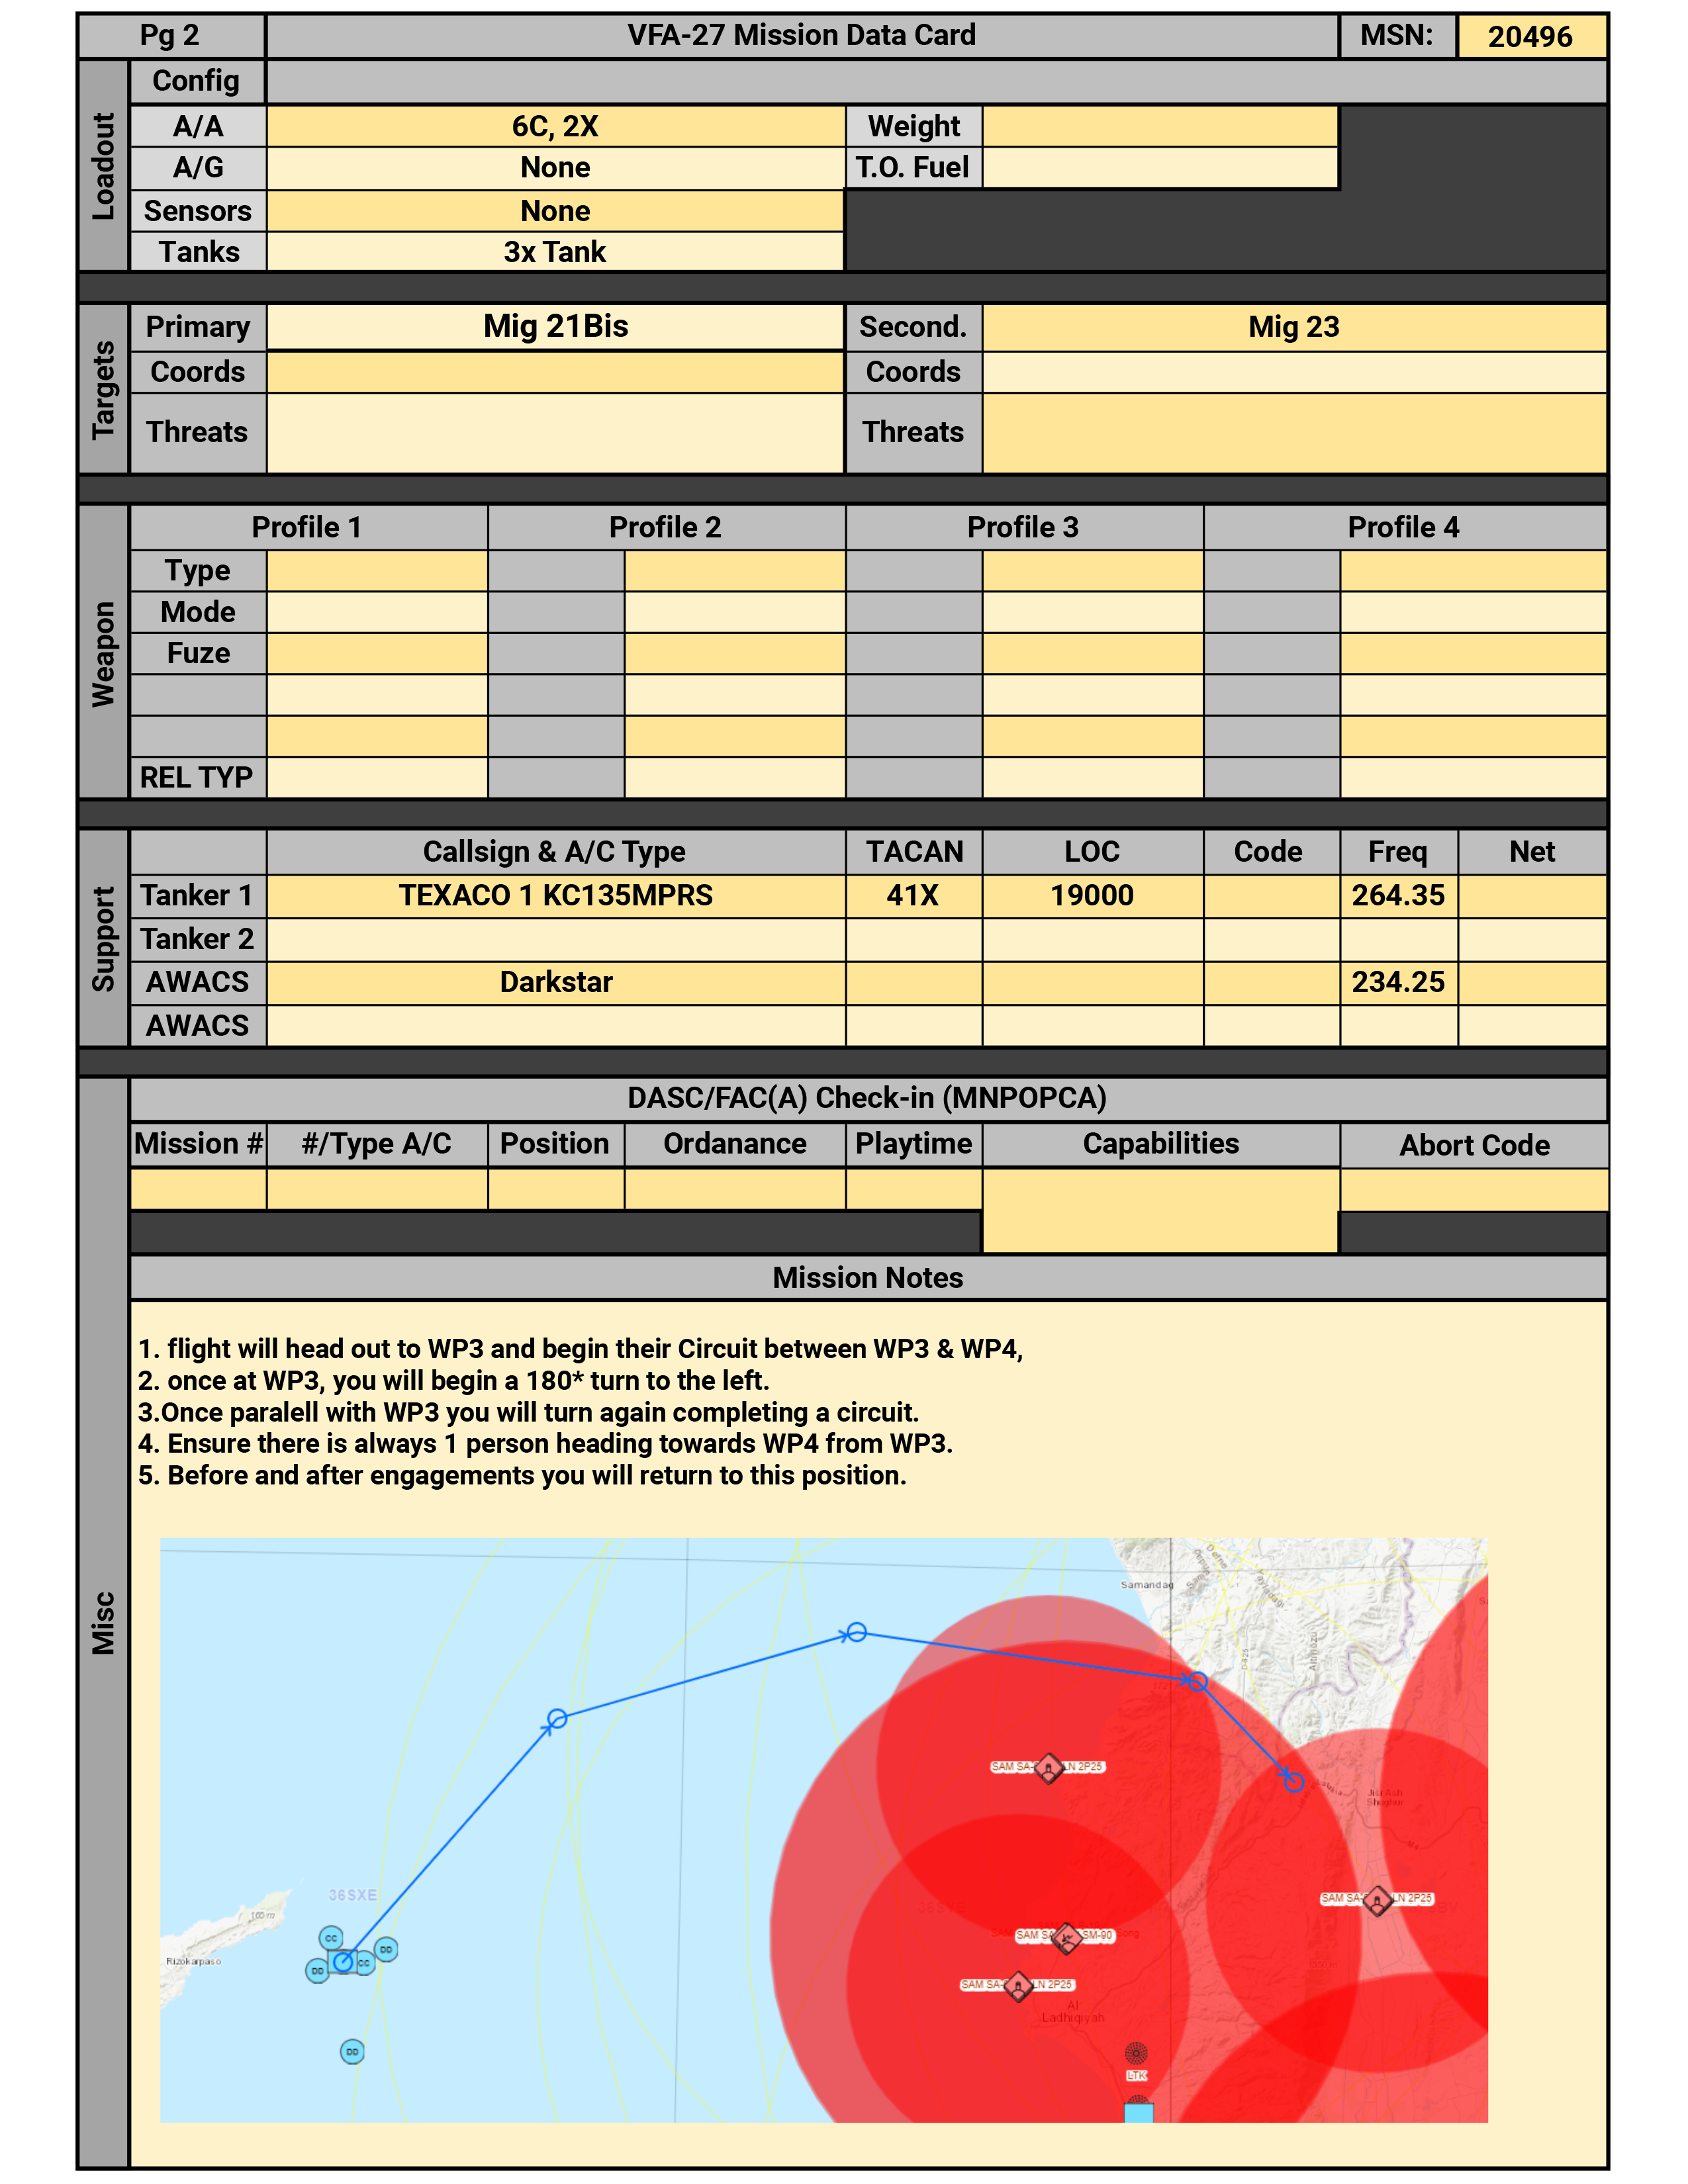 Pg 2 VFA-27 Mission Data Card MSN: 20496
Loadout
Config
A/A 6C, 2X Weight
A/G None T.O. Fuel
Sensors None
Tanks 3x Tank
Targets
Primary Mig 21Bis Second. Mig 23
Coords Coords
Threats Threats
Weapon
Profile 1 Profile 2 Profile 3 Profile 4
Type
Mode
Fuze
REL TYP
Support
Callsign & A/C Type TACAN LOC Code Freq Net
Tanker 1 TEXACO 1 KC135MPRS 41X 19000 264.35
Tanker 2
AWACS Darkstar 234.25
AWACS
Misc
DASC/FAC(A) Check-in (MNPOPCA)
Mission # #/Type A/C Position Ordanance Playtime Capabilities Abort Code
Mission Notes
1. flight will head out to WP3 and begin their Circuit between WP3 & WP4,
2. once at WP3, you will begin a 180* turn to the left.
3.Once paralell with WP3 you will turn again completing a circuit.
4. Ensure there is always 1 person heading towards WP4 from WP3.
5. Before and after engagements you will return to this position.
Samandag
SAM SA- LN 2P25
Jisr Ash
Shughur
36SXE
160 m
SAM SA- LN 2P25
CC
DD
SAM SA SM-90
Rizokarpaso
DD
CC
SAM SA- LN 2P25
Al
Ladhiqiyah
DD
LTK